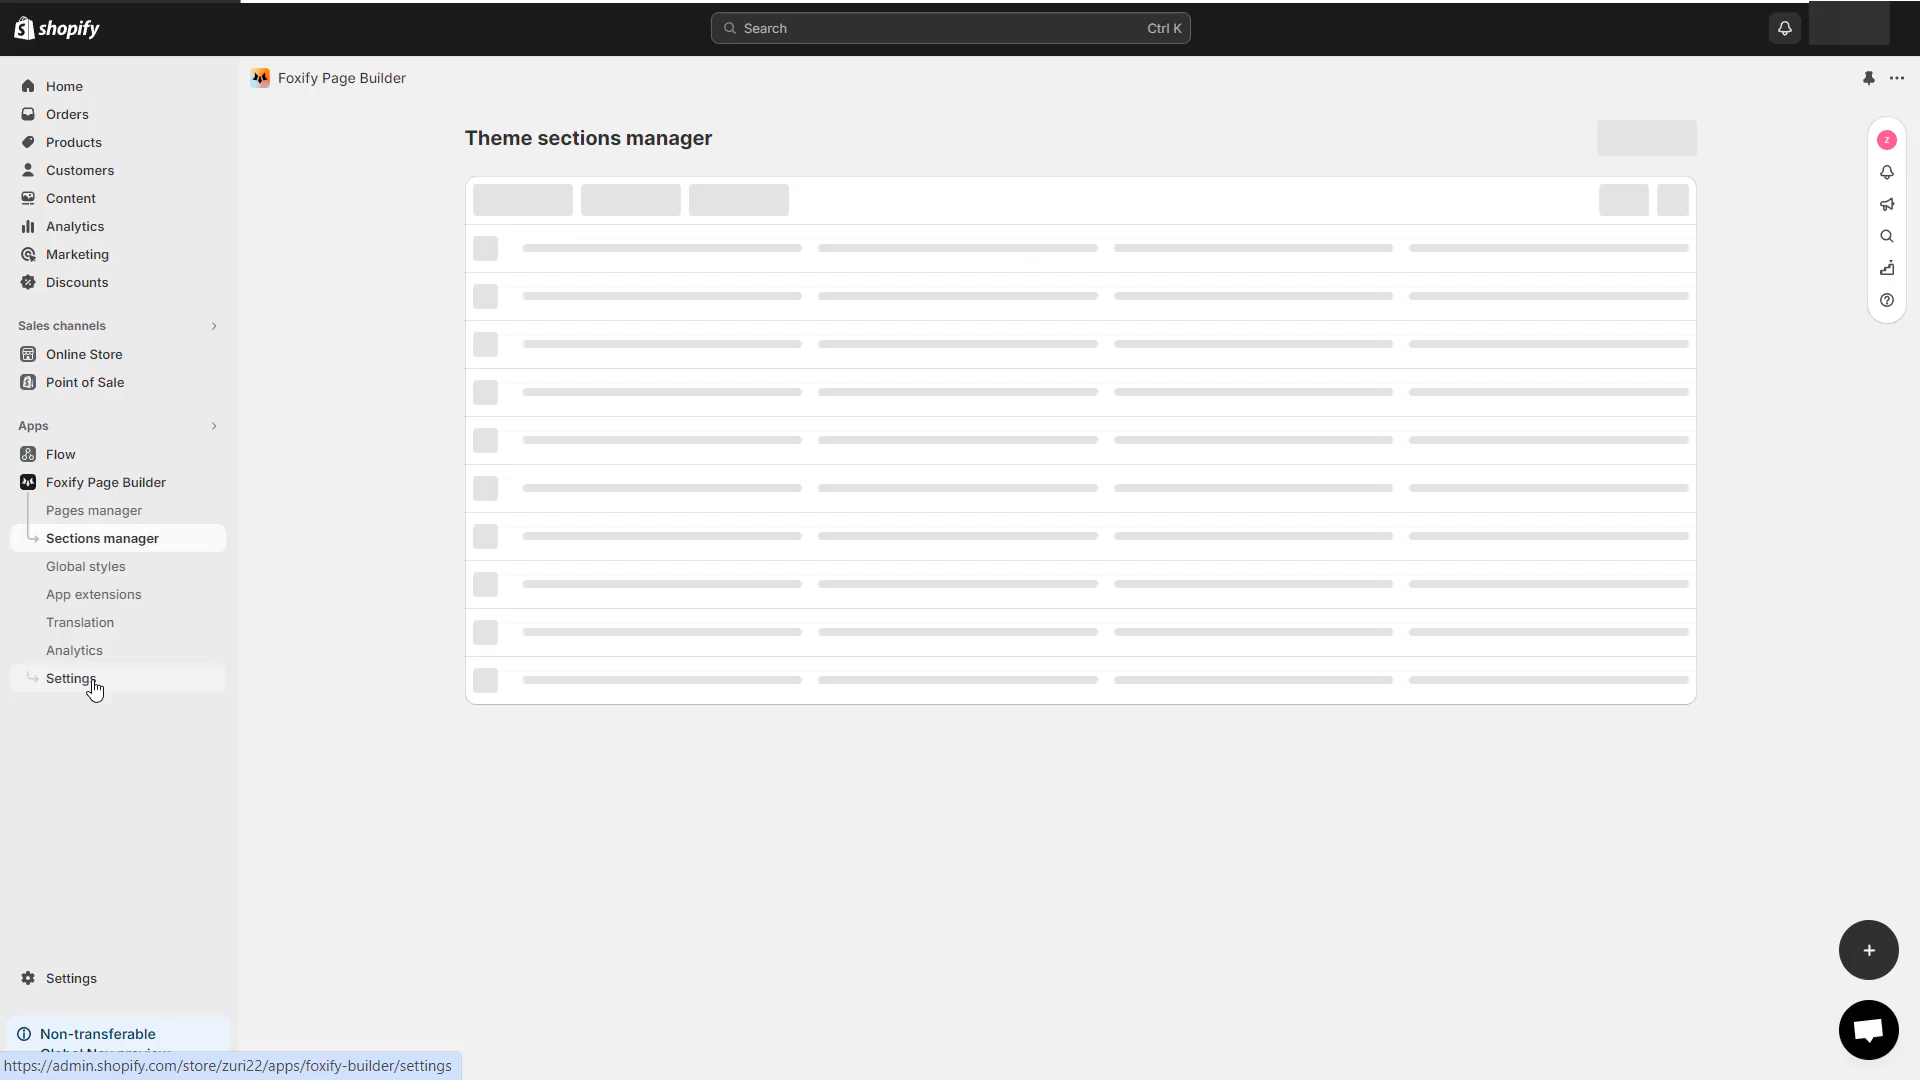 shopify
Search
Ctrl K
Home
Orders
Products
Customers
Content
Analytics
Marketing
Discounts
Sales channels
Online Store
Point of Sale
Apps
Flow
Foxify Page Builder
Pages manager
Sections manager
Global styles
App extensions
Translation
Analytics
Settings
Settings
Non-transferable
https://admin.shopify.com/store/zuri22/apps/foxify-builder/settings
Foxify Page Builder
Theme sections manager
Z